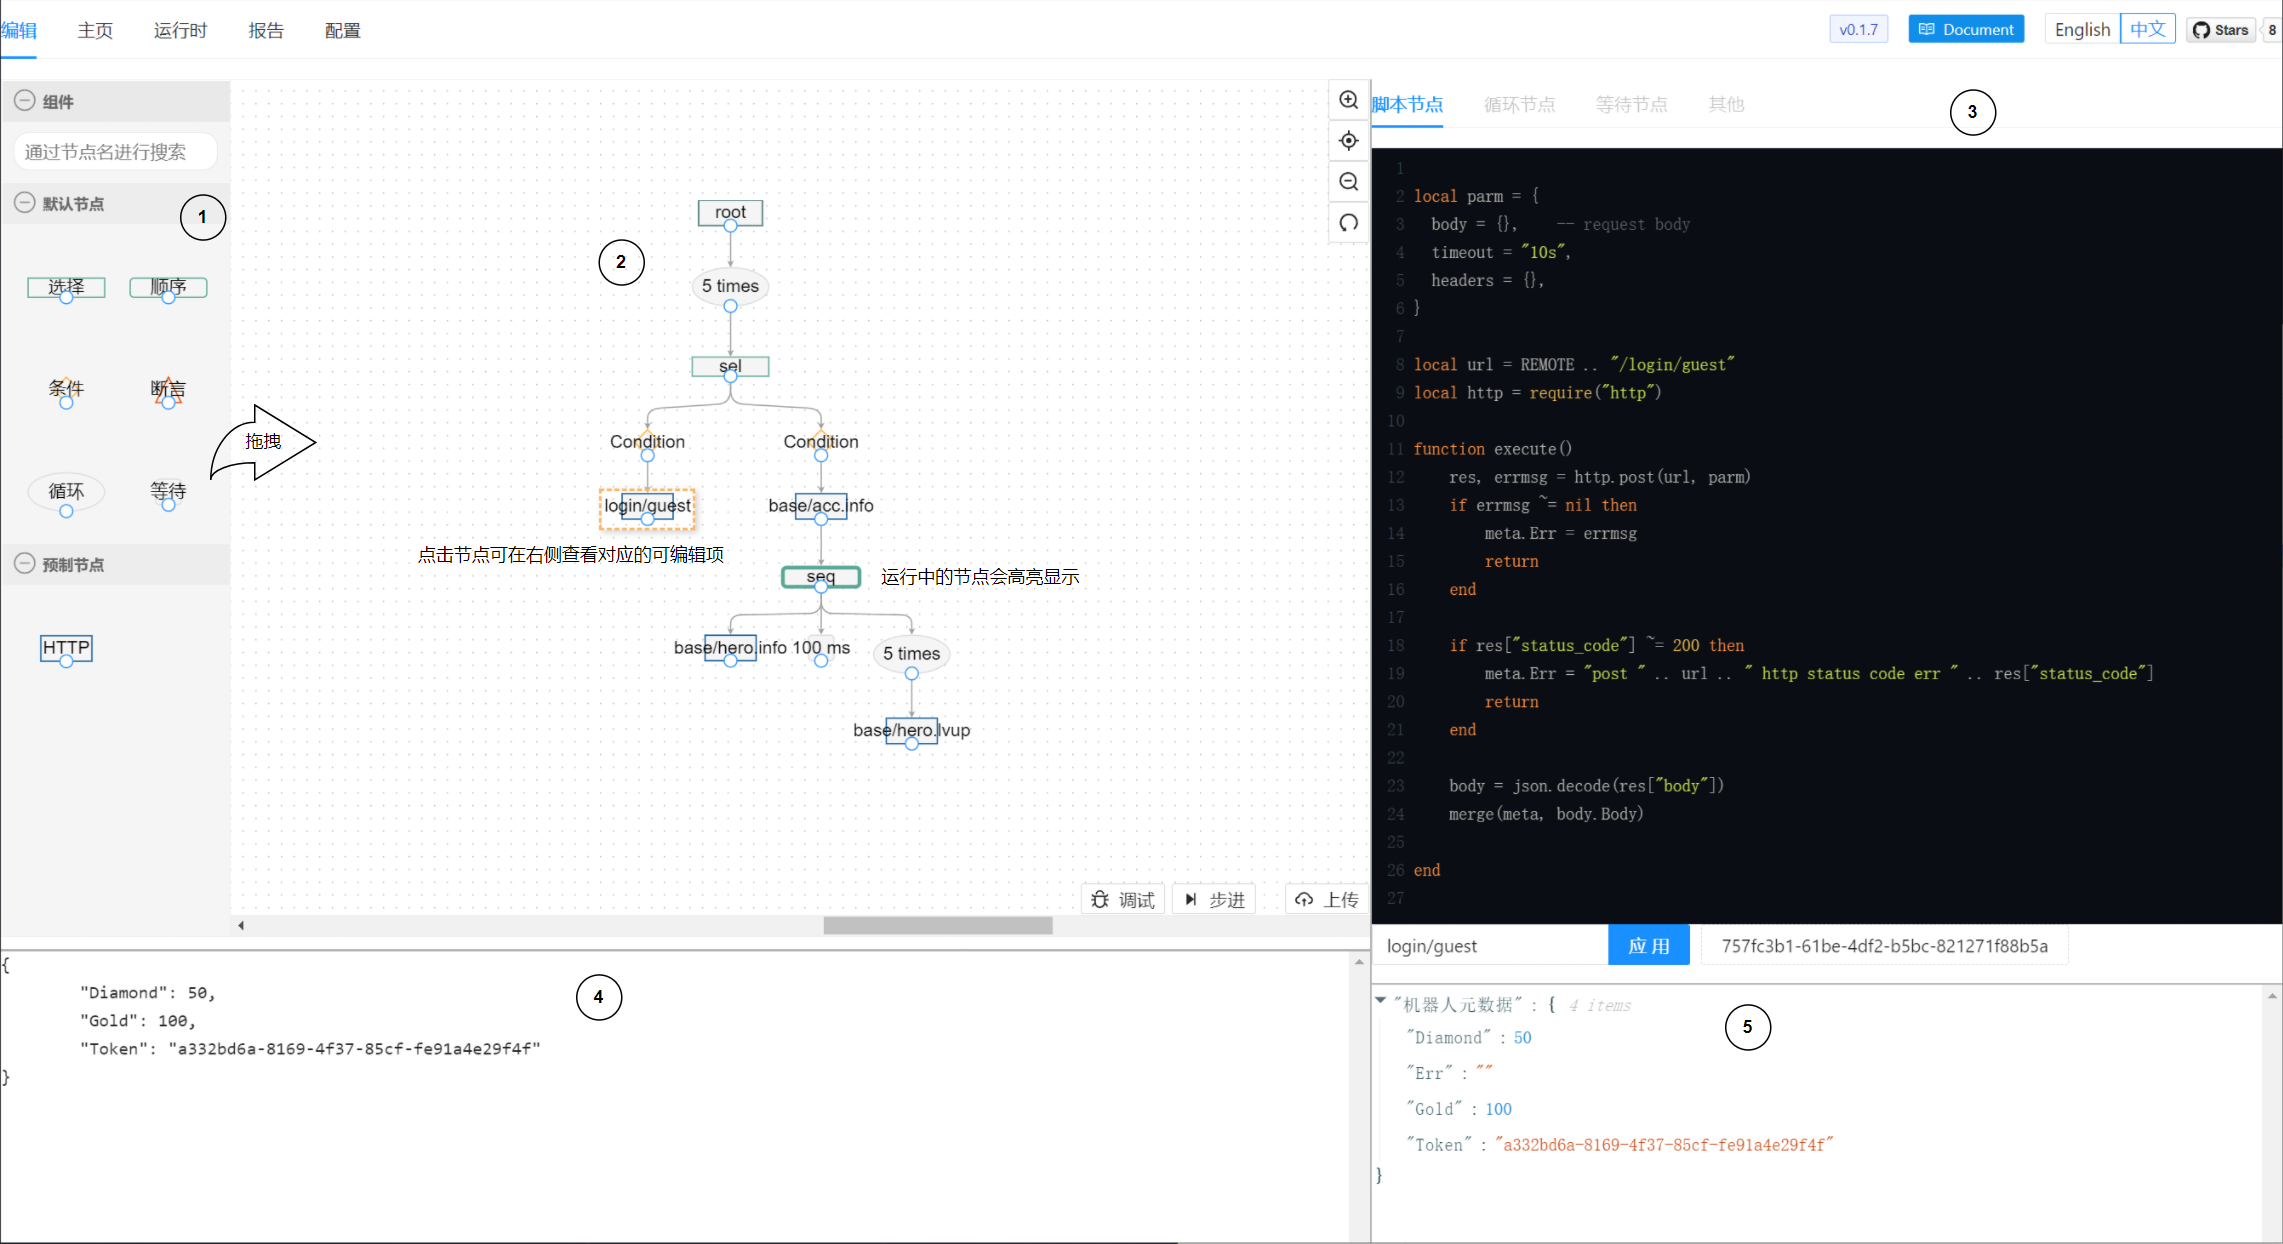 编辑 主页 运行时 报告 配置 v0.1.7 Document English 中文 Stars 8
组件
通过节点名进行搜索
默认节点
1
选择 顺序
条件 断言
拖拽
循环 等待
预制节点
HTTP
2
root
5 times
sel
Condition Condition
login/guest base/acc.info
点击节点可在右侧查看对应的可编辑项
seq 运行中的节点会高亮显示
base/hero.info 100 ms 5 times
base/hero.lvup
调试 步进 上传
脚本节点 循环节点 等待节点 其他 3
1
2 local parm = {
3 body = {}, -- request body
4 timeout = "10s",
5 headers = {},
6 }
7
8 local url = REMOTE .. "/login/guest"
9 local http = require("http")
10
11 function execute()
12 res, errmsg = http.post(url, parm)
13 if errmsg ~= nil then
14 meta.Err = errmsg
15 return
16 end
17
18 if res["status_code"] ~= 200 then
19 meta.Err = "post " .. url .. " http status code err " .. res["status_code"]
20 return
21 end
22
23 body = json.decode(res["body"])
24 merge(meta, body.Body)
25
26 end
27
login/guest 应 用 757fc3b1-61be-4df2-b5bc-821271f88b5a
{
"Diamond": 50,
"Gold": 100,
"Token": "a332bd6a-8169-4f37-85cf-fe91a4e29f4f"
}
4
"机器人元数据" : { 4 items
"Diamond" : 50
"Err" : ""
"Gold" : 100
"Token" : "a332bd6a-8169-4f37-85cf-fe91a4e29f4f"
}
5